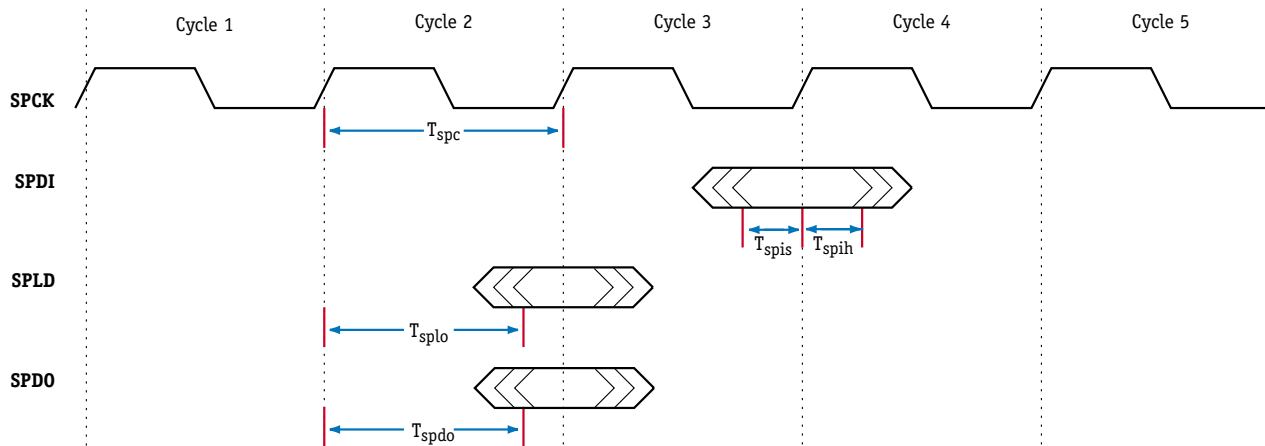 Cycle 1 Cycle 2 Cycle 3 Cycle 4 Cycle 5
SPCK
Tspc
SPDI
Tspis Tspih
SPLD
Tsplo
SPDO
Tspdo